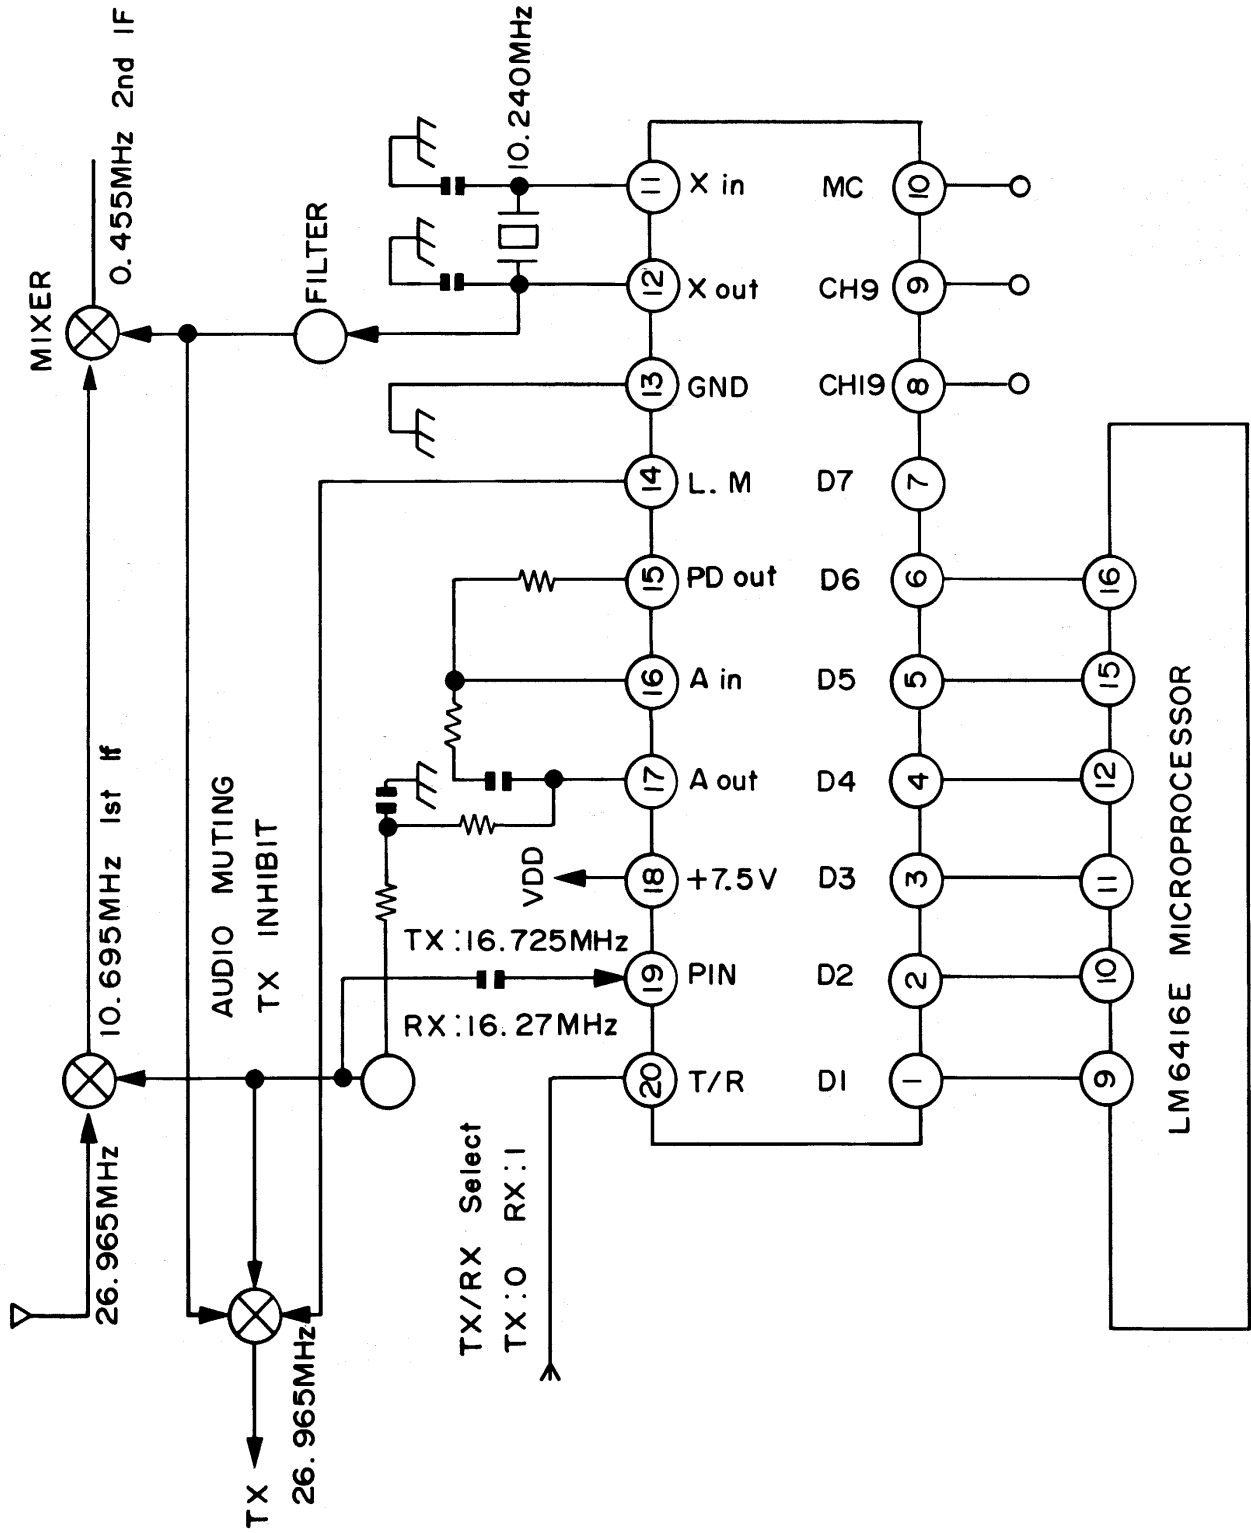 MIXER
0.455MHz 2nd IF
FILTER
10.240MHz
10.695MHz 1st If
AUDIO MUTING
TX INHIBIT
26.965MHz
TX
26.965MHz
VDD
TX:16.725MHz
RX:16.27MHz
TX/RX Select
TX:0 RX:1
11 X in
12 X out
13 GND
14 L.M
15 PD out
16 A in
17 A out
18 +7.5V
19 PIN
20 T/R
MC 10
CH9 9
CH19 8
D7 7
D6 6
D5 5
D4 4
D3 3
D2 2
D1 1
16
15
12
11
10
9
LM6416E MICROPROCESSOR